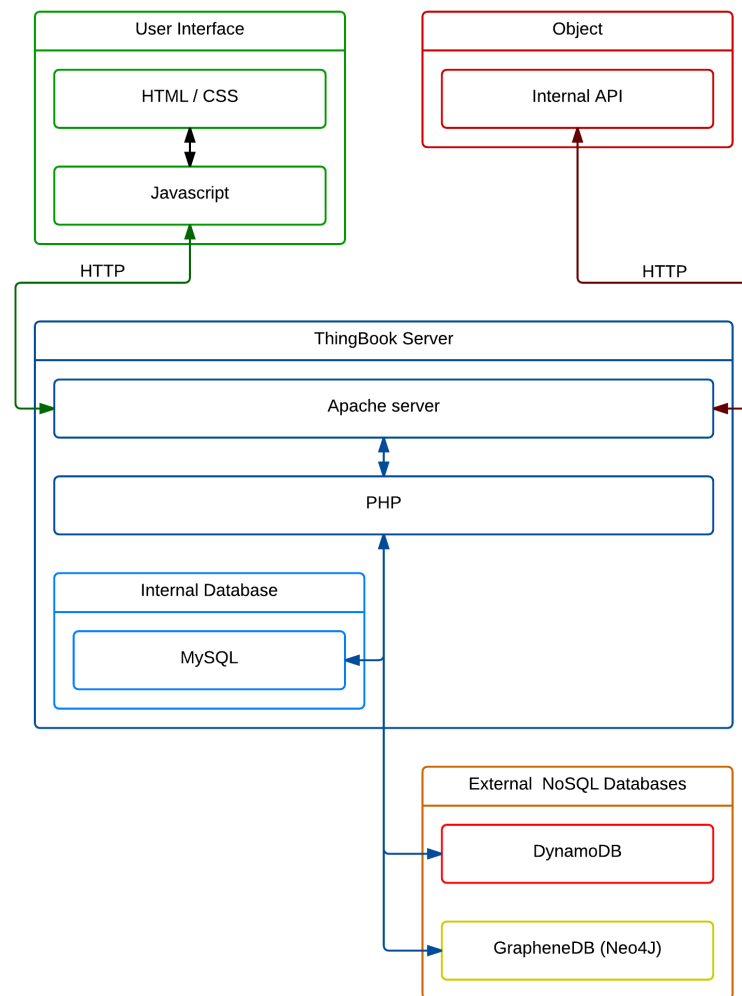 User Interface
HTML / CSS
Javascript
HTTP
Object
Internal API
HTTP
ThingBook Server
Apache server
PHP
Internal Database
MySQL
External  NoSQL Databases
DynamoDB
GrapheneDB (Neo4J)